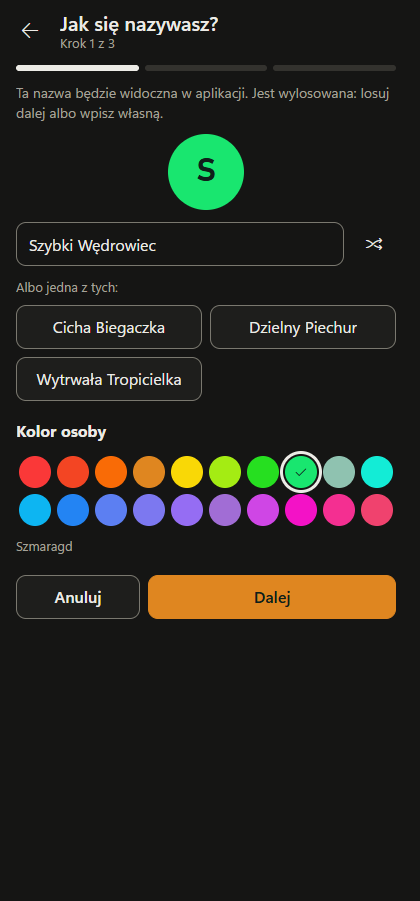 Jak się nazywasz?
Krok 1 z 3
Ta nazwa będzie widoczna w aplikacji. Jest wylosowana: losuj
dalej albo wpisz własną.
S
Szybki Wędrowiec
Albo jedna z tych:
Cicha Biegaczka
Dzielny Piechur
Wytrwała Tropicielka
Kolor osoby
Szmaragd
Anuluj
Dalej